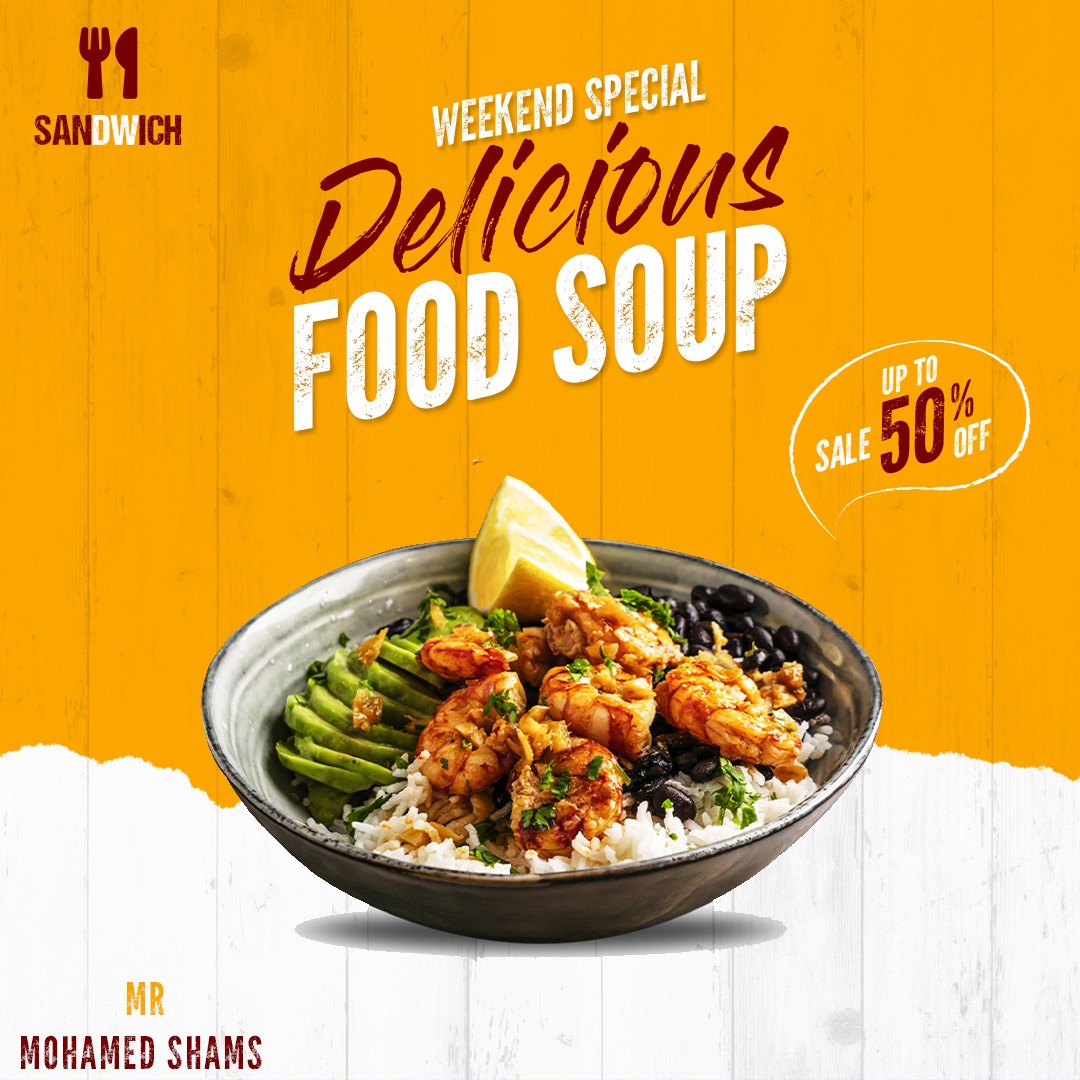 SANDWICH
WEEKEND SPECIAL
Delicious
FOOD SOUP
UP TO
SALE 50% OFF
MR
MOHAMED SHAMS